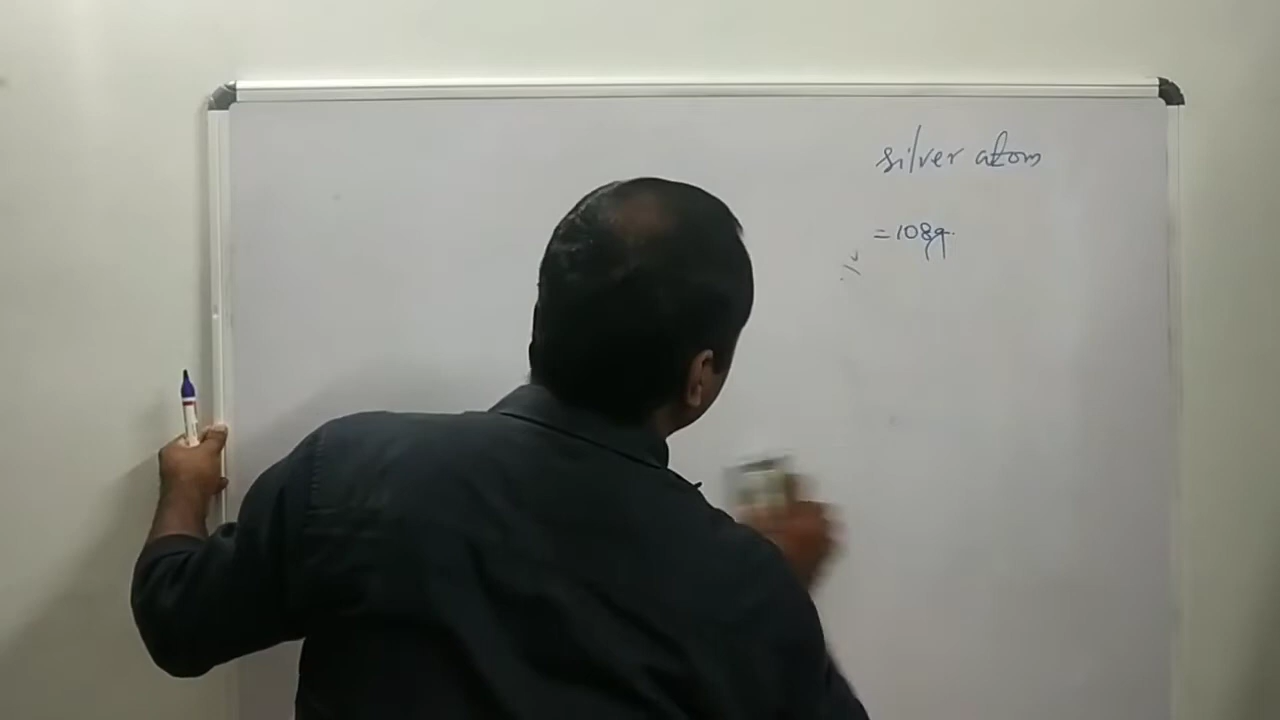 silver atom
= 108g.